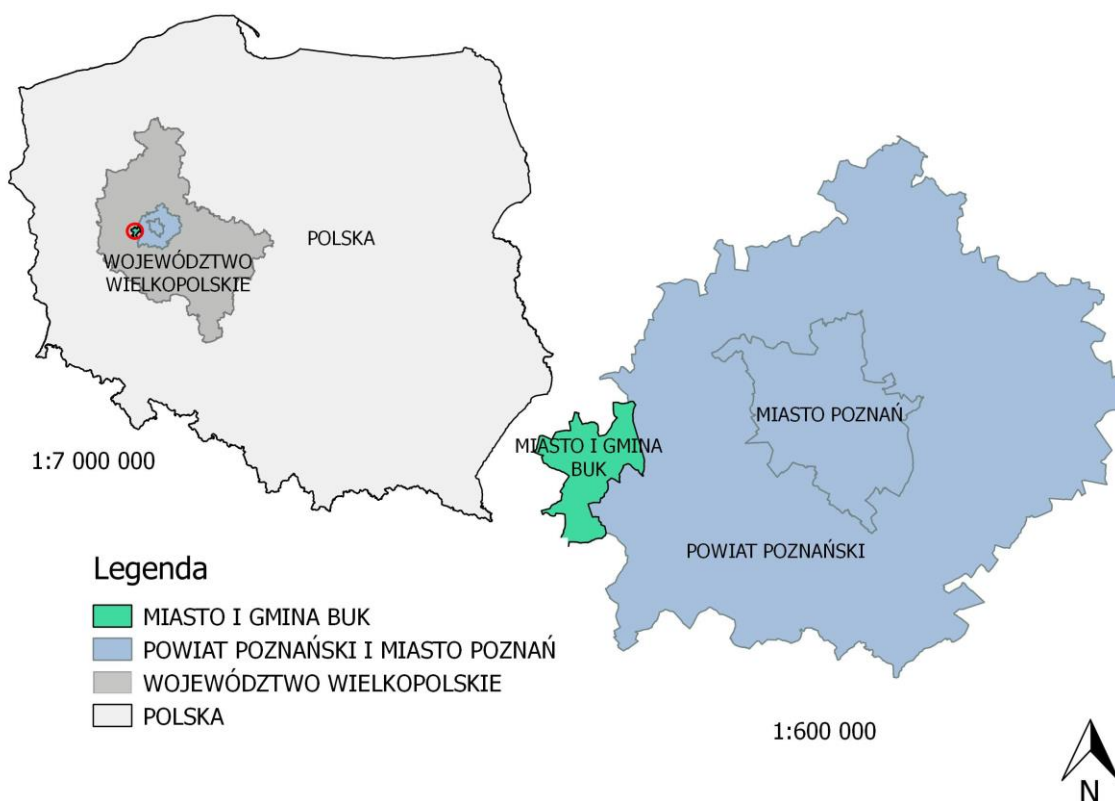 POLSKA
WOJEWÓDZTWO
WIELKOPOLSKIE
1:7 000 000
MIASTO POZNAŃ
MIASTO I GMINA
BUK
POWIAT POZNAŃSKI
Legenda
MIASTO I GMINA BUK
POWIAT POZNAŃSKI I MIASTO POZNAŃ
WOJEWÓDZTWO WIELKOPOLSKIE
POLSKA
1:600 000
N